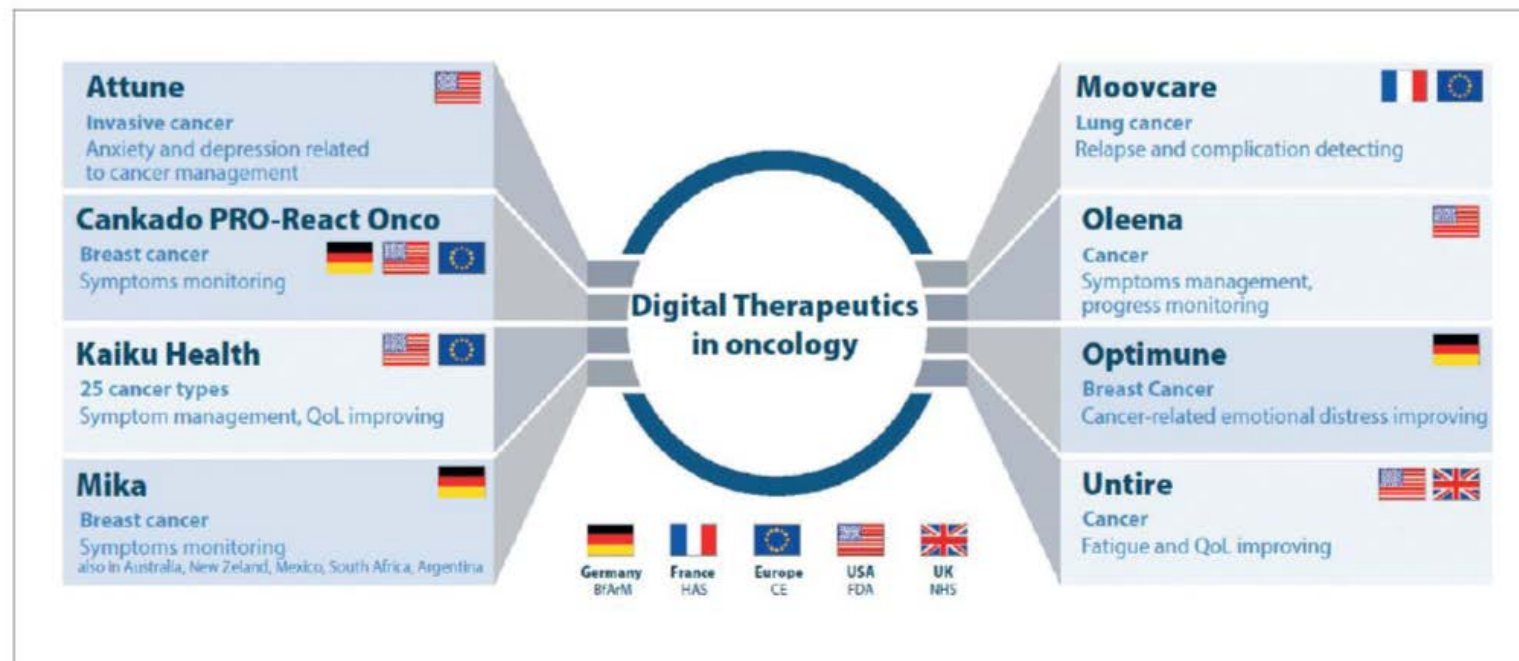 Attune
Invasive cancer
Anxiety and depression related
to cancer management
Cankado PRO-React Onco
Breast cancer
Symptoms monitoring
Kaiku Health
25 cancer types
Symptom management, QoL improving
Mika
Breast cancer
Symptoms monitoring
also in Australia, New Zeland, Mexico, South Africa, Argentina
Digital Therapeutics
in oncology
Germany
BfArM
France
HAS
Europe
CE
USA
FDA
UK
NHS
Moovcare
Lung cancer
Relapse and complication detecting
Oleena
Cancer
Symptoms management,
progress monitoring
Optimune
Breast Cancer
Cancer-related emotional distress improving
Untire
Cancer
Fatigue and QoL improving